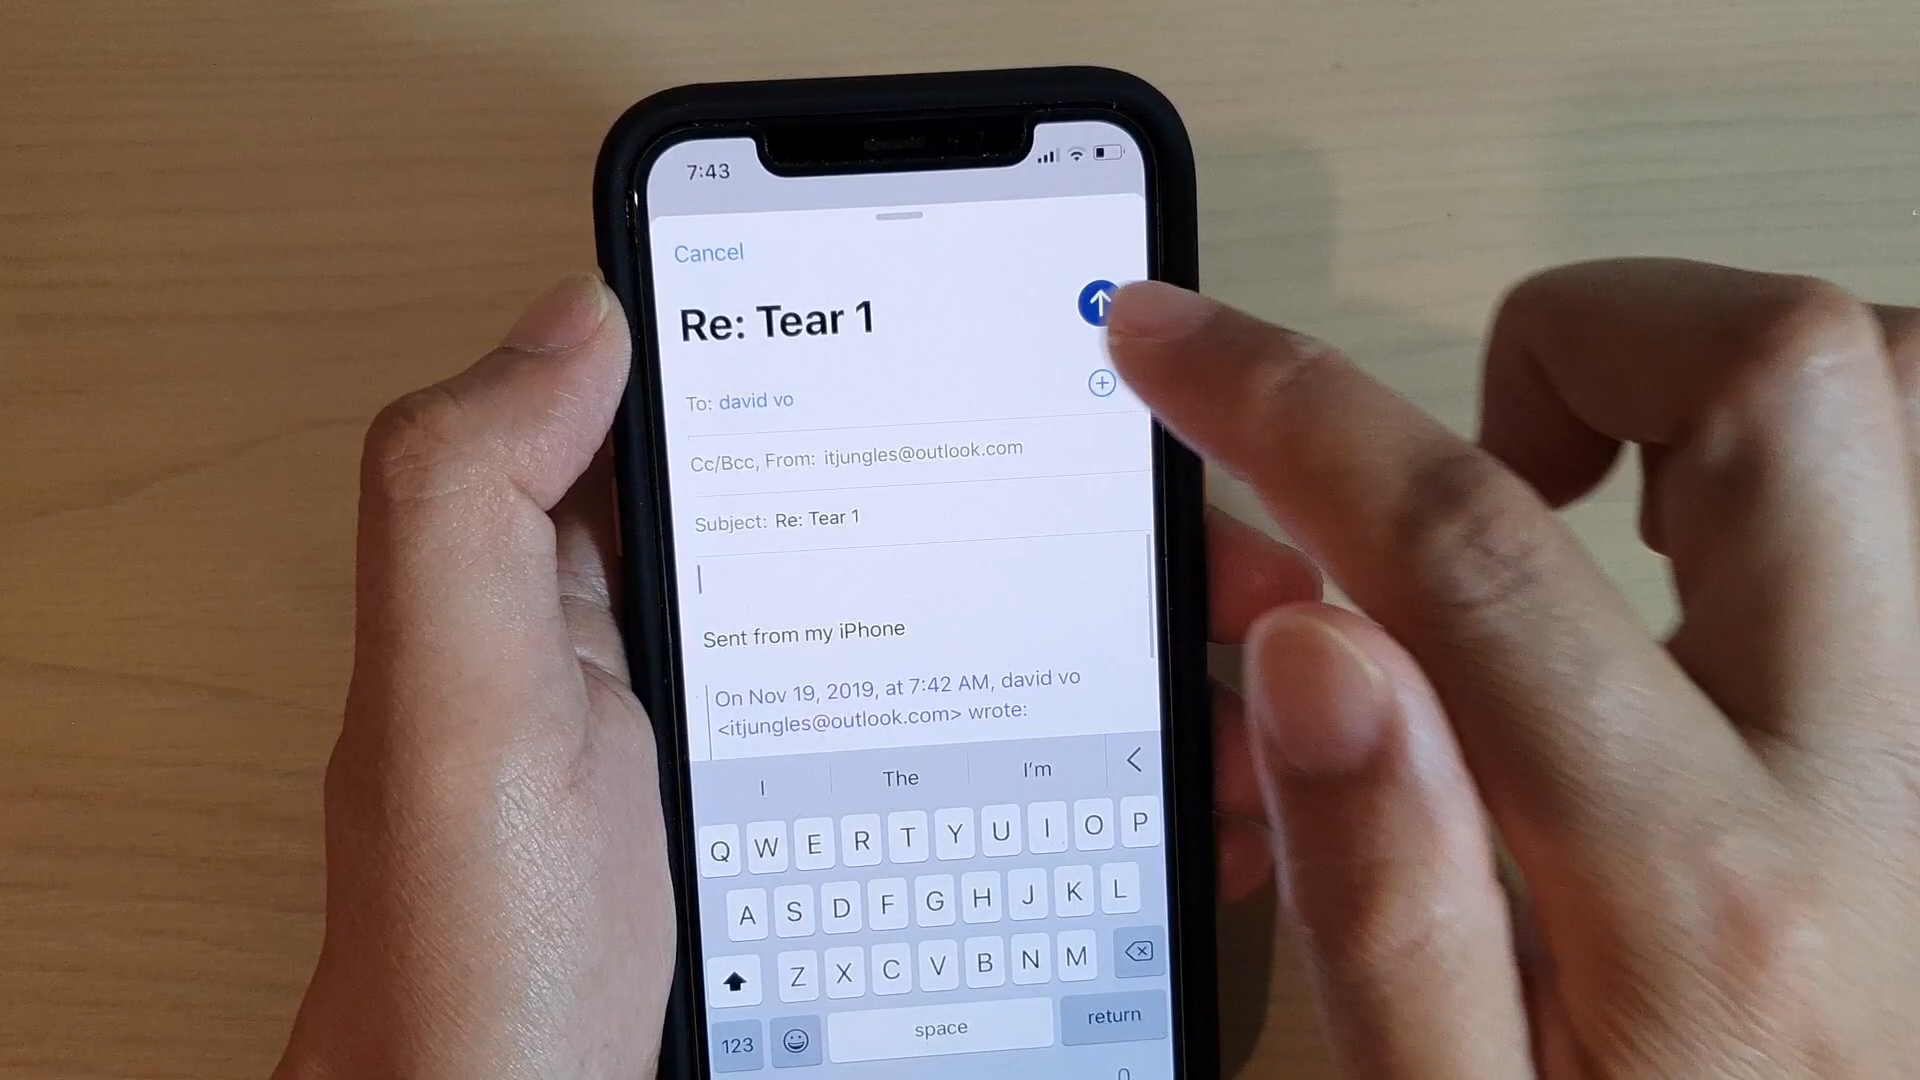 7:43
Cancel
Re: Tear 1
To: david vo
Cc/Bcc, From: itjungles@outlook.com
Subject: Re: Tear 1
Sent from my iPhone
On Nov 19, 2019, at 7:42 AM, david vo
<itjungles@outlook.com> wrote:
I The I'm
Q W E R T Y U I O P
A S D F G H J K L
Z X C V B N M
123 space return